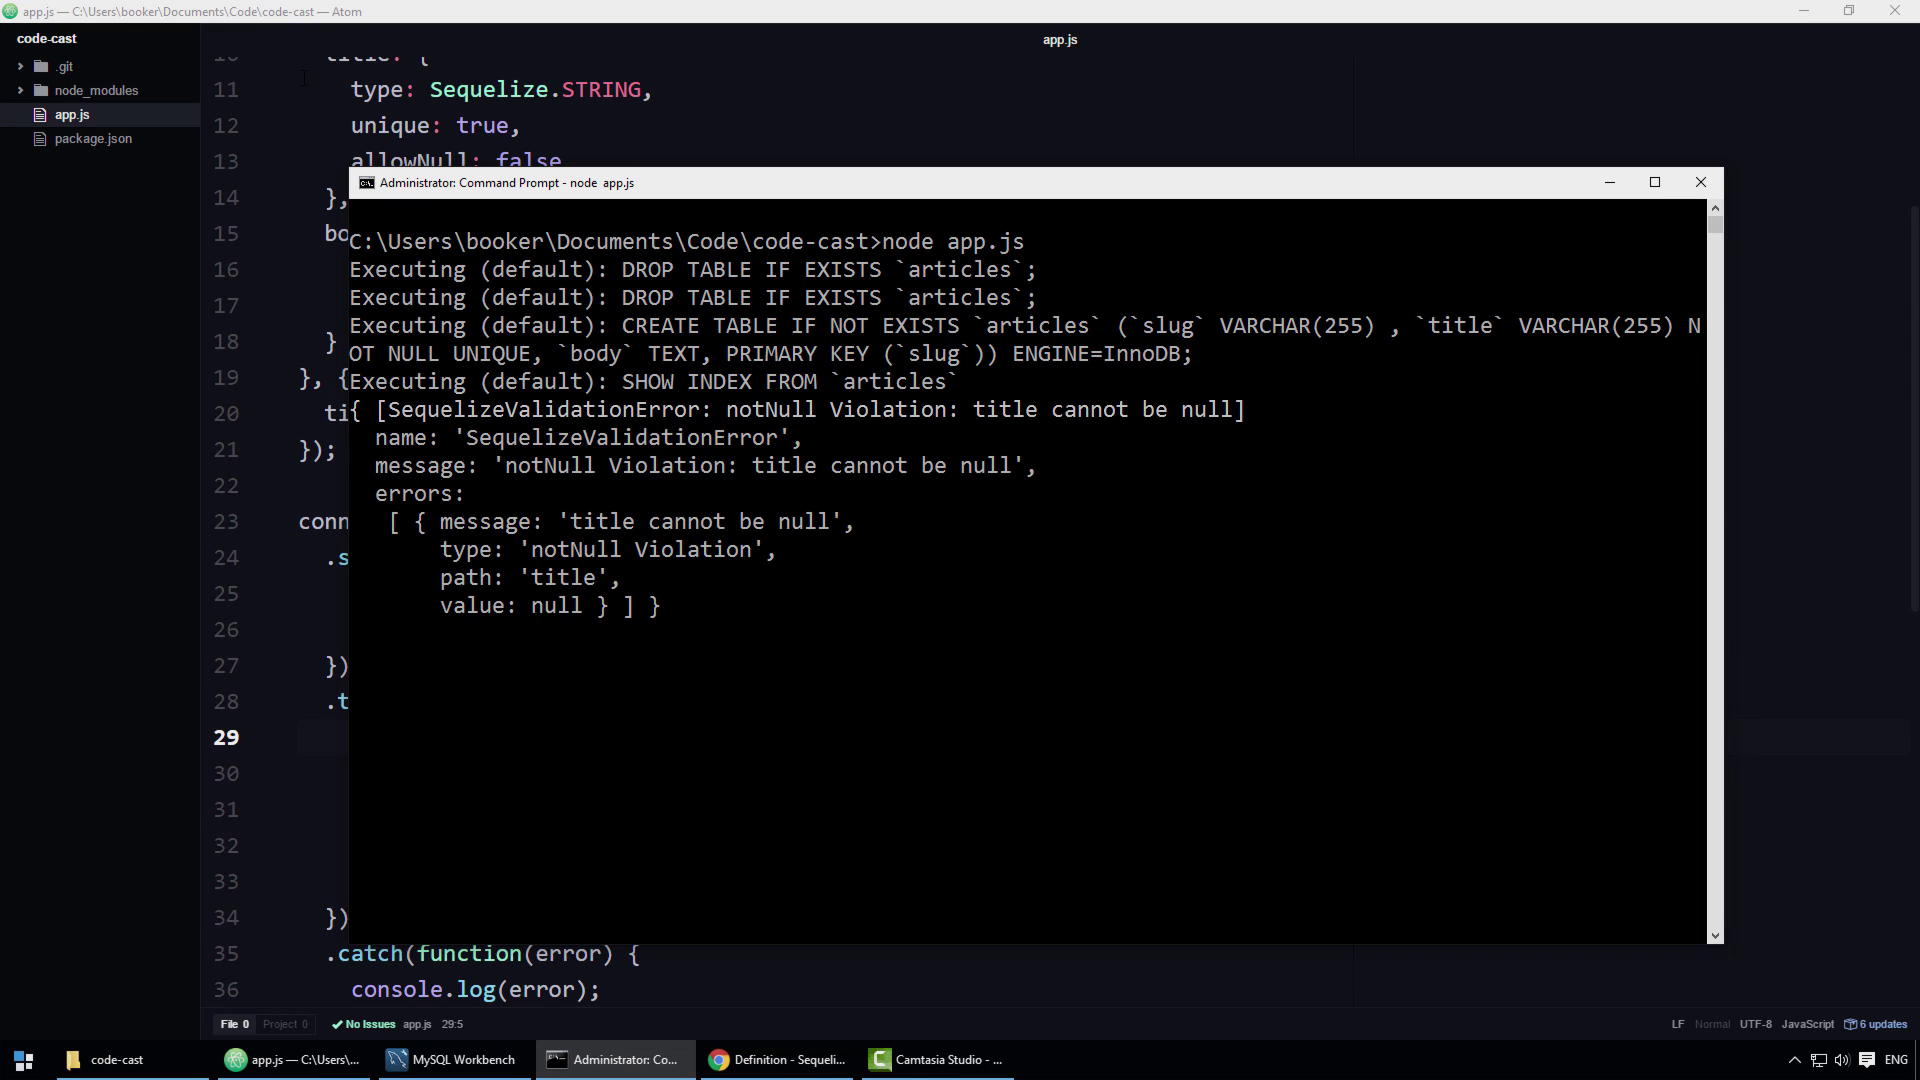 app.js — C:\Users\booker\Documents\Code\code-cast — Atom
code-cast
.git
node_modules
app.js
package.json
app.js
10 title: {
11 type: Sequelize.STRING,
12 unique: true,
13 allowNull: false
14 },
15 bo
16
17
18 }
19 }, {
20 ti
21 });
22
23 conn
24 .s
25
26
27 })
28 .t
29
30
31
32
33
34 })
35 .catch(function(error) {
36 console.log(error);
Administrator: Command Prompt - node  app.js
C:\Users\booker\Documents\Code\code-cast>node app.js
Executing (default): DROP TABLE IF EXISTS `articles`;
Executing (default): DROP TABLE IF EXISTS `articles`;
Executing (default): CREATE TABLE IF NOT EXISTS `articles` (`slug` VARCHAR(255) , `title` VARCHAR(255) N
OT NULL UNIQUE, `body` TEXT, PRIMARY KEY (`slug`)) ENGINE=InnoDB;
Executing (default): SHOW INDEX FROM `articles`
{ [SequelizeValidationError: notNull Violation: title cannot be null]
name: 'SequelizeValidationError',
message: 'notNull Violation: title cannot be null',
errors:
[ { message: 'title cannot be null',
type: 'notNull Violation',
path: 'title',
value: null } ] }
File 0 Project 0 No Issues app.js 29:5 LF Normal UTF-8 JavaScript 6 updates
code-cast app.js — C:\Users\... MySQL Workbench Administrator: Co... Definition - Sequeli... Camtasia Studio - ... ENG